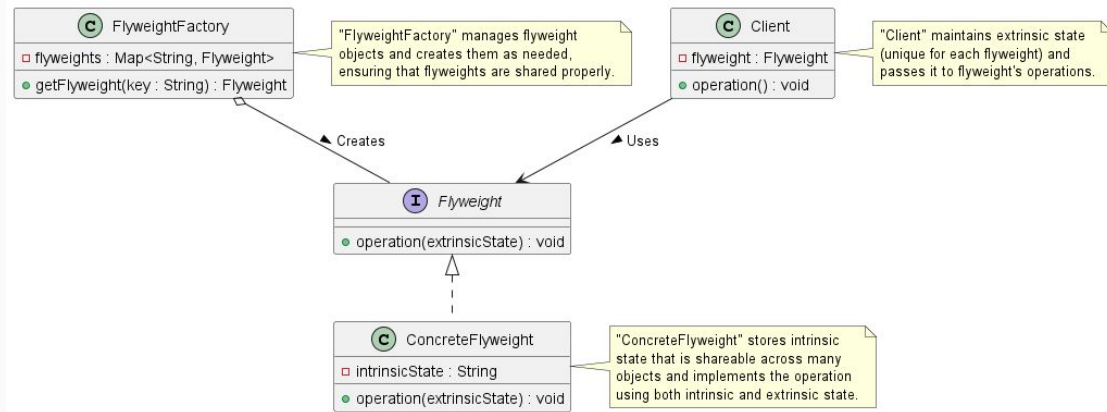 C FlyweightFactory
flyweights : Map<String, Flyweight>
getFlyweight(key : String) : Flyweight
"FlyweightFactory" manages flyweight
objects and creates them as needed,
ensuring that flyweights are shared properly.
C Client
flyweight : Flyweight
operation() : void
"Client" maintains extrinsic state
(unique for each flyweight) and
passes it to flyweight's operations.
Creates
Uses
I Flyweight
operation(extrinsicState) : void
C ConcreteFlyweight
intrinsicState : String
operation(extrinsicState) : void
"ConcreteFlyweight" stores intrinsic
state that is shareable across many
objects and implements the operation
using both intrinsic and extrinsic state.